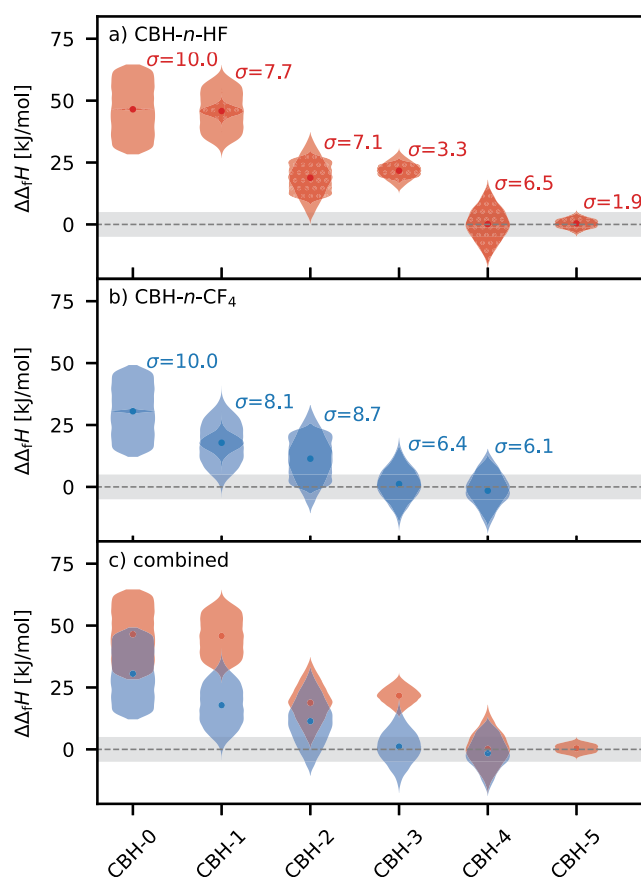 a) CBH-n-HF
75
50
25
0
ΔΔfH [kJ/mol]
σ=10.0
σ=7.7
σ=7.1
σ=3.3
σ=6.5
σ=1.9
b) CBH-n-CF₄
75
50
25
0
ΔΔfH [kJ/mol]
σ=10.0
σ=8.1
σ=8.7
σ=6.4
σ=6.1
c) combined
75
50
25
0
ΔΔfH [kJ/mol]
CBH-0
CBH-1
CBH-2
CBH-3
CBH-4
CBH-5